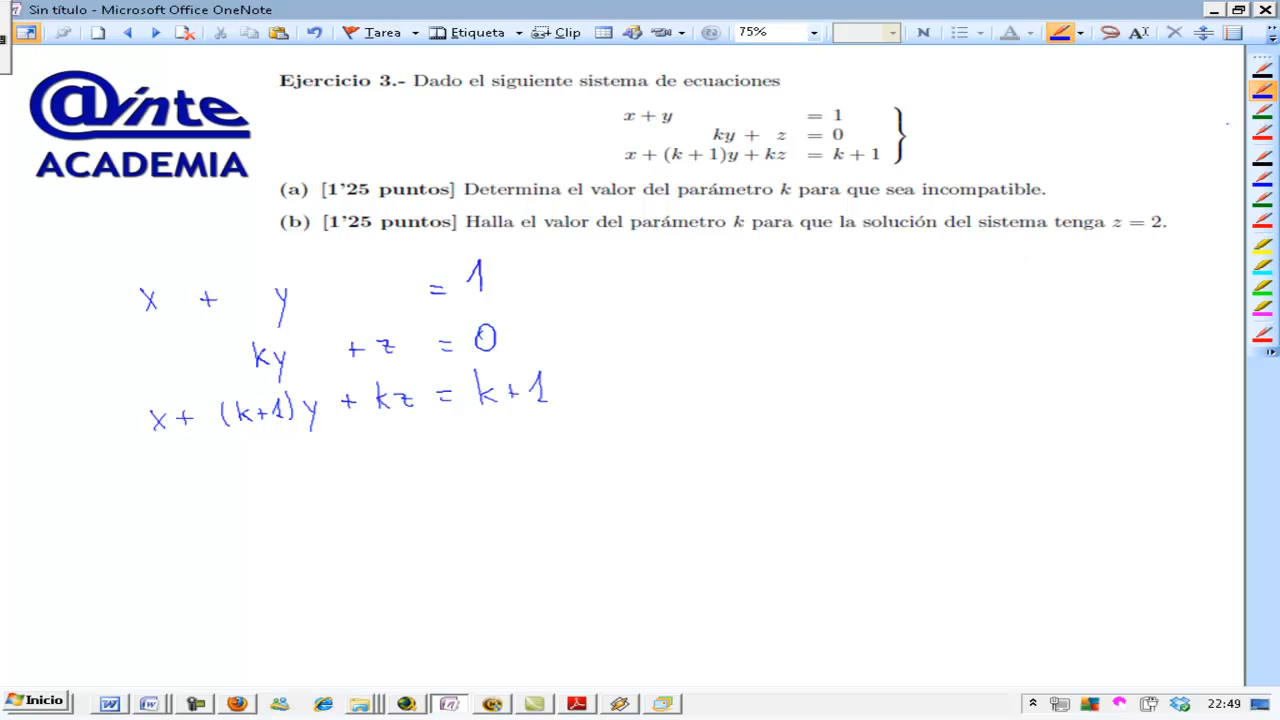 Sin título - Microsoft Office OneNote
Tarea Etiqueta Clip 75% N A
@ainte
ACADEMIA
Ejercicio 3.- Dado el siguiente sistema de ecuaciones
x + y = 1
ky + z = 0
x + (k + 1)y + kz = k + 1
(a) [1’25 puntos] Determina el valor del parámetro k para que sea incompatible.
(b) [1’25 puntos] Halla el valor del parámetro k para que la solución del sistema tenga z = 2.
x + y = 1
ky + z = 0
x + (k+1)y + kz = k + 1
Inicio 22:49